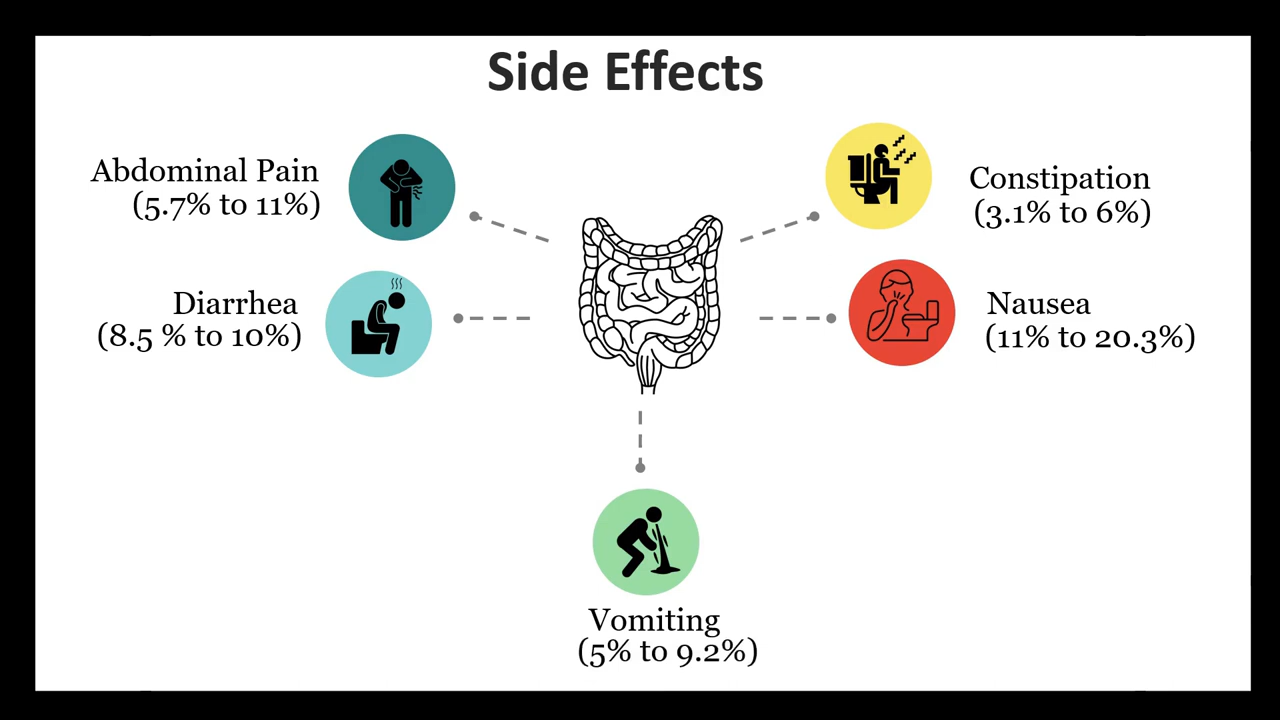 Side Effects
Abdominal Pain
(5.7% to 11%)
Constipation
(3.1% to 6%)
Diarrhea
(8.5 % to 10%)
Nausea
(11% to 20.3%)
Vomiting
(5% to 9.2%)